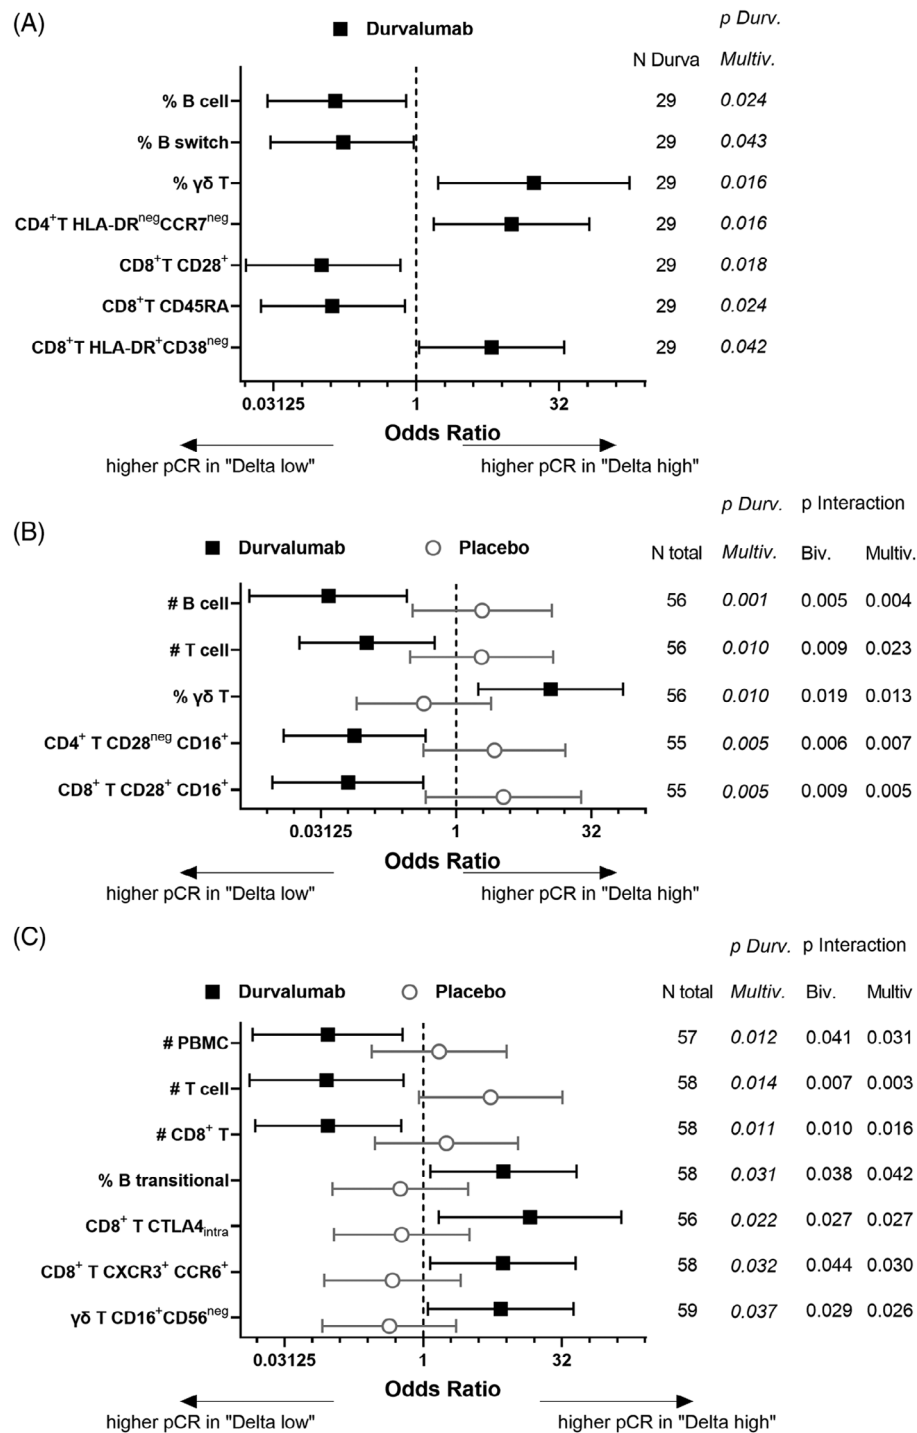 (A)
Durvalumab
p Durv.
N Durva Multiv.
% B cell 29 0.024
% B switch 29 0.043
% γδ T 29 0.016
CD4⁺T HLA-DRⁿᵉᵍCCR7ⁿᵉᵍ 29 0.016
CD8⁺T CD28⁺ 29 0.018
CD8⁺T CD45RA 29 0.024
CD8⁺T HLA-DR⁺CD38ⁿᵉᵍ 29 0.042
0.03125 1 32
Odds Ratio
higher pCR in "Delta low" higher pCR in "Delta high"
p Durv. p Interaction
(B)
Durvalumab Placebo N total Multiv. Biv. Multiv.
# B cell 56 0.001 0.005 0.004
# T cell 56 0.010 0.009 0.023
% γδ T 56 0.010 0.019 0.013
CD4⁺ T CD28ⁿᵉᵍ CD16⁺ 55 0.005 0.006 0.007
CD8⁺ T CD28⁺ CD16⁺ 55 0.005 0.009 0.005
0.03125 1 32
Odds Ratio
higher pCR in "Delta low" higher pCR in "Delta high"
(C)
p Durv. p Interaction
Durvalumab Placebo N total Multiv. Biv. Multiv
# PBMC 57 0.012 0.041 0.031
# T cell 58 0.014 0.007 0.003
# CD8⁺ T 58 0.011 0.010 0.016
% B transitional 58 0.031 0.038 0.042
CD8⁺ T CTLA4intra 56 0.022 0.027 0.027
CD8⁺ T CXCR3⁺ CCR6⁺ 58 0.032 0.044 0.030
γδ T CD16⁺CD56ⁿᵉᵍ 59 0.037 0.029 0.026
0.03125 1 32
Odds Ratio
higher pCR in "Delta low" higher pCR in "Delta high"